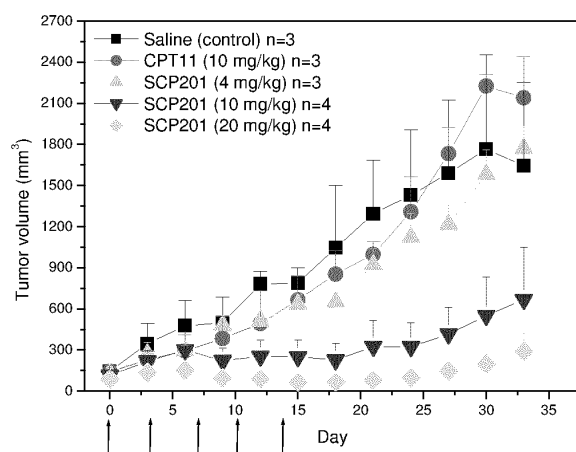 2700
2400
2100
1800
1500
1200
900
600
300
0
Tumor volume (mm³)
Saline (control) n=3
CPT11 (10 mg/kg) n=3
SCP201 (4 mg/kg) n=3
SCP201 (10 mg/kg) n=4
SCP201 (20 mg/kg) n=4
0 5 10 15 20 25 30 35
Day